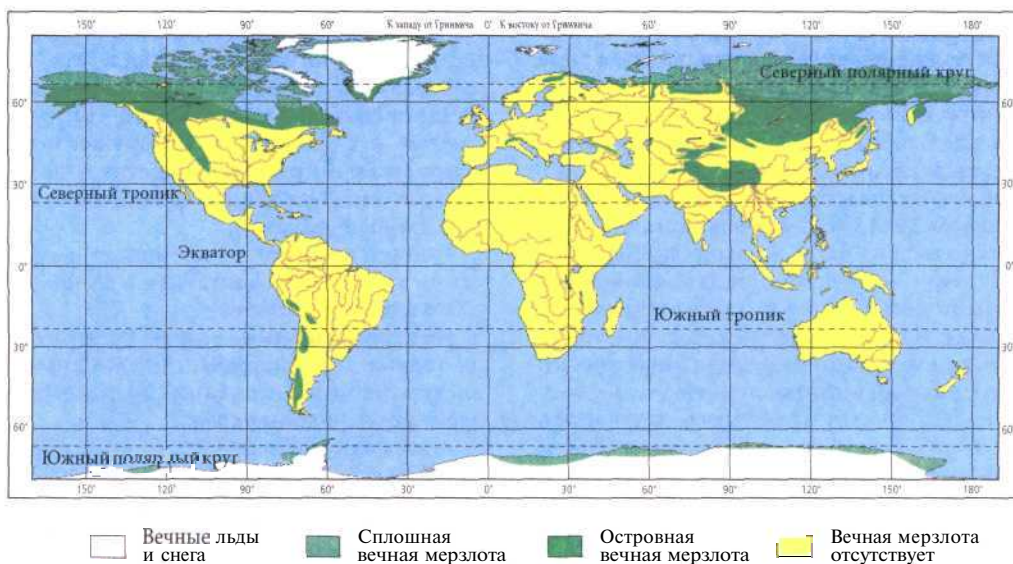 150° 120° 90° 60° К западу от Гринвича 0° К востоку от Гринвича 30° 60° 90° 120° 150° 180°
Северный полярный круг
60° 60°
30° 30°
Северный тропик
Экватор
0° 0°
Южный тропик
30° 30°
60° 60
Южный полярный круг
150° 120° 90° 60° 30° 0° 30° 60° 90° 120° 150° 180°
Вечные льды
и снега
Сплошная
вечная мерзлота
Островная
вечная мерзлота
Вечная мерзлота
отсутствует